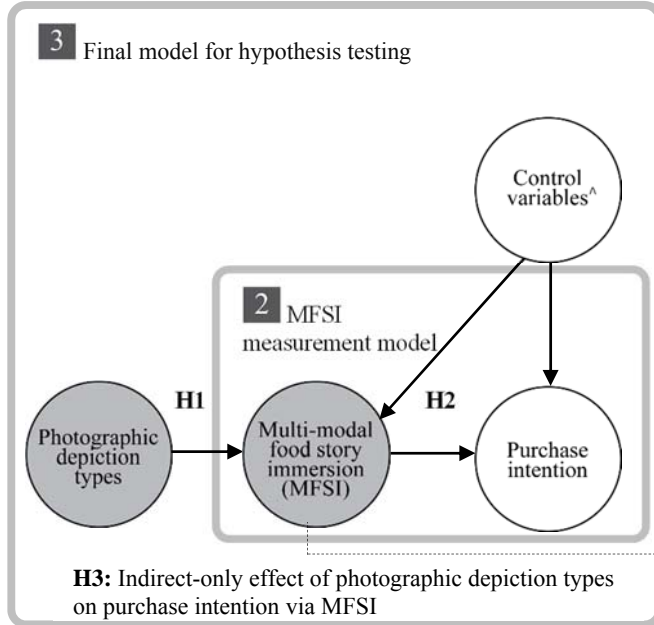 3 Final model for hypothesis testing
Control
variables^
2 MFSI
measurement model
H1
H2
Photographic
depiction
types
Multi-modal
food story
immersion
(MFSI)
Purchase
intention
H3: Indirect-only effect of photographic depiction types
on purchase intention via MFSI